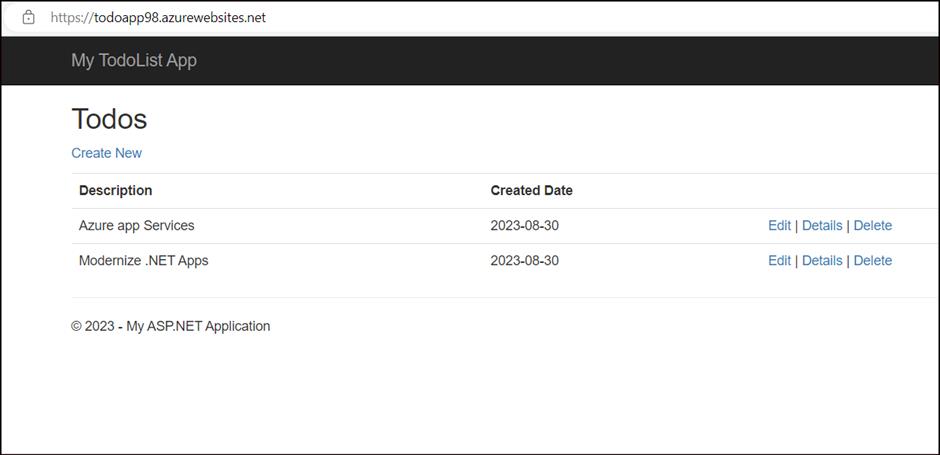 https://todoapp98.azurewebsites.net
My TodoList App
Todos
Create New
Description Created Date
Azure app Services 2023-08-30 Edit | Details | Delete
Modernize .NET Apps 2023-08-30 Edit | Details | Delete
© 2023 - My ASP.NET Application